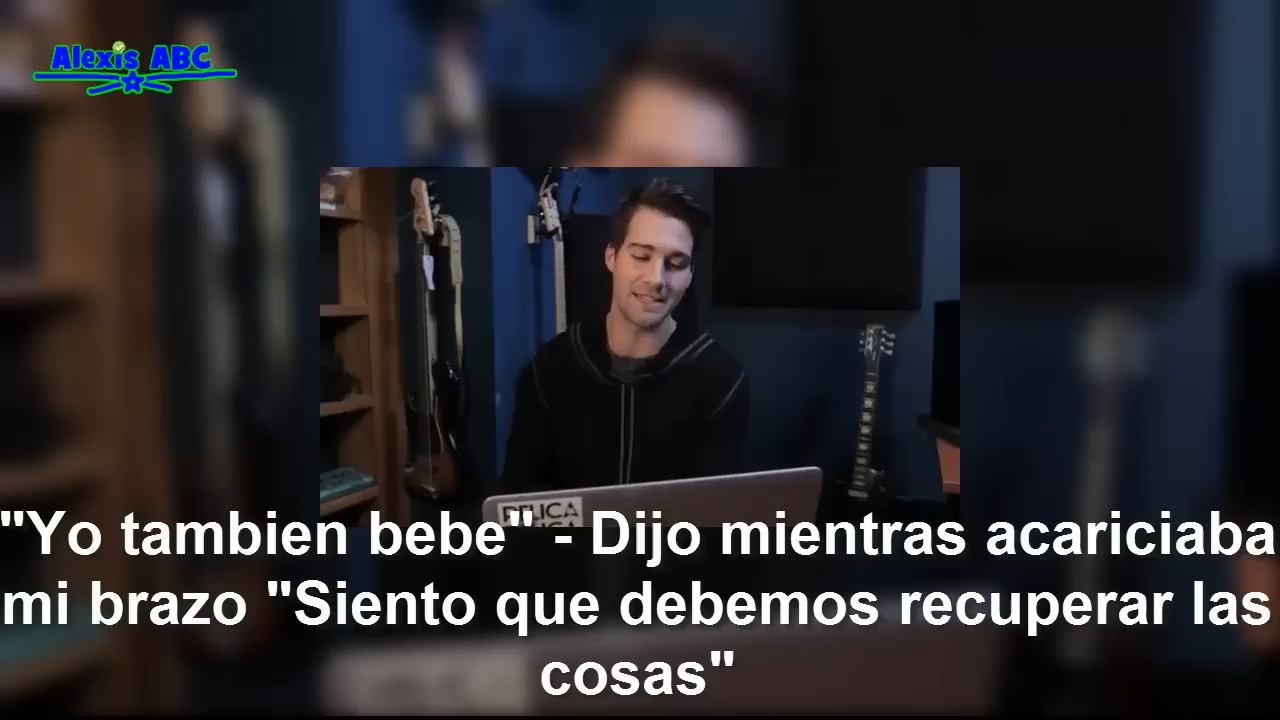 Alexis ABC
"Yo tambien bebe" - Dijo mientras acariciaba
mi brazo "Siento que debemos recuperar las
cosas"